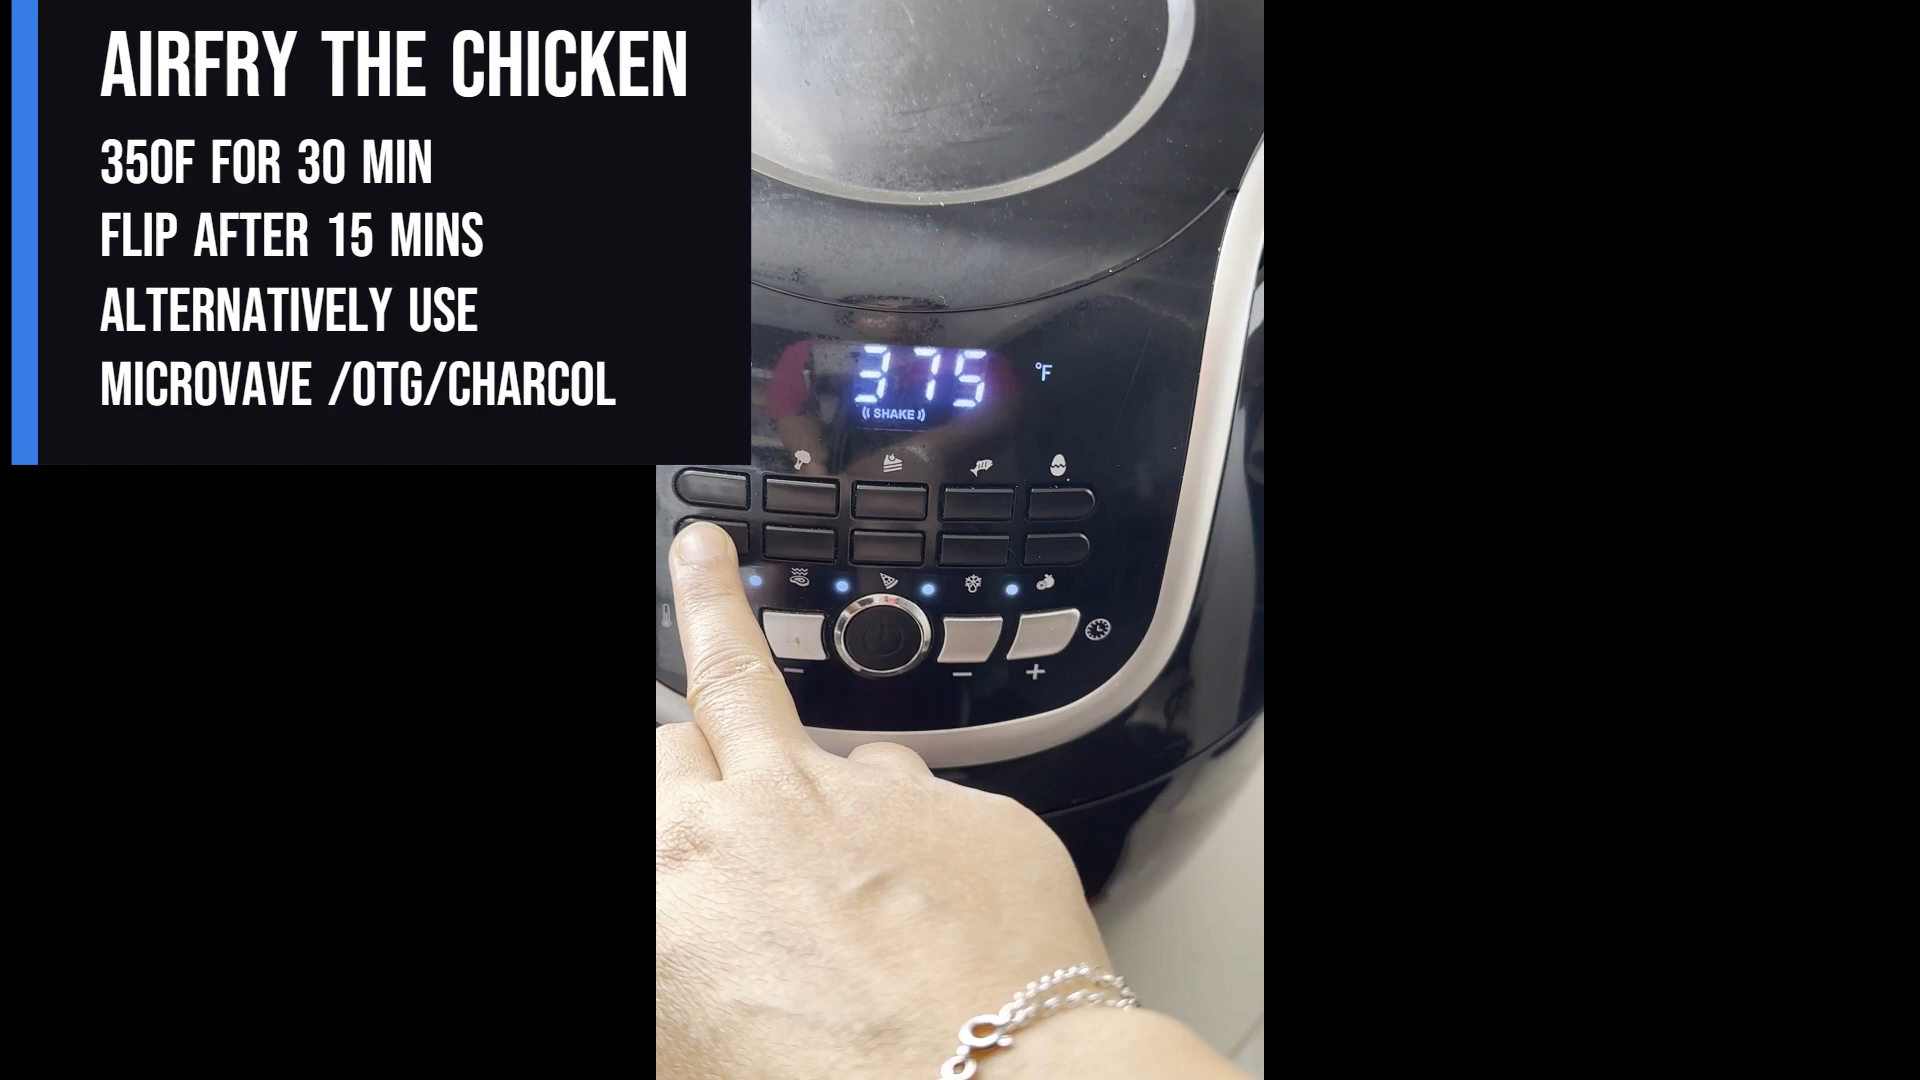 AIRFRY THE CHICKEN
350F FOR 30 MIN
FLIP AFTER 15 MINS
ALTERNATIVELY USE
MICROVAVE /OTG/CHARCOL
375 °F
SHAKE
− − +